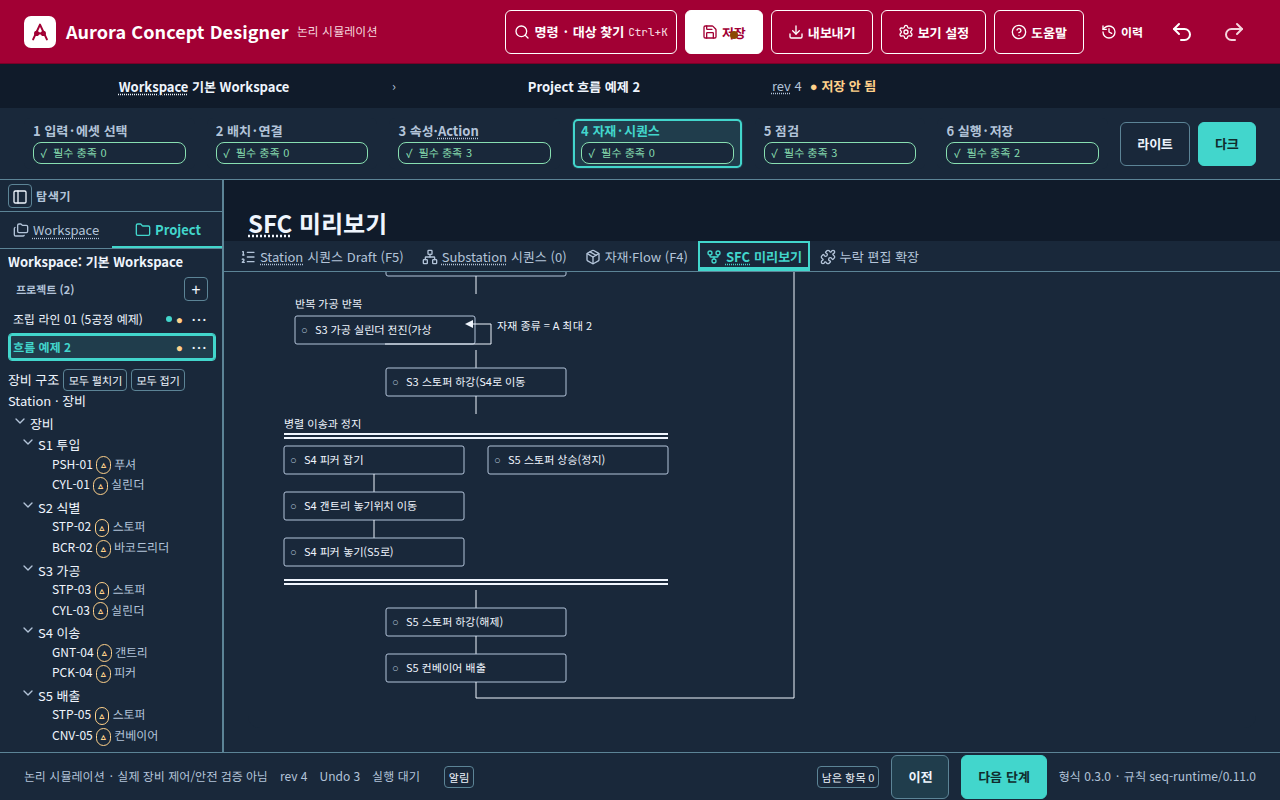 Aurora Concept Designer 논리 시뮬레이션
명령 · 대상 찾기 Ctrl+K
내보내기
보기 설정
도움말
이력
Workspace 기본 Workspace › Project 흐름 예제 2 rev 4 ● 저장 안 됨
1 입력·에셋 선택
✓ 필수 충족 0
2 배치·연결
✓ 필수 충족 0
3 속성·Action
✓ 필수 충족 3
4 자재·시퀀스
✓ 필수 충족 0
5 점검
✓ 필수 충족 3
6 실행·저장
✓ 필수 충족 2
라이트
다크
탐색기
Workspace
Project
Workspace: 기본 Workspace
프로젝트 (2)
+
조립 라인 01 (5공정 예제) ● ● ···
흐름 예제 2 ● ···
장비 구조 모두 펼치기 모두 접기
Station · 장비
장비
S1 투입
PSH-01 푸셔
CYL-01 실린더
S2 식별
STP-02 스토퍼
BCR-02 바코드리더
S3 가공
STP-03 스토퍼
CYL-03 실린더
S4 이송
GNT-04 갠트리
PCK-04 피커
S5 배출
STP-05 스토퍼
CNV-05 컨베이어
SFC 미리보기
Station 시퀀스 Draft (F5)
Substation 시퀀스 (0)
자재·Flow (F4)
SFC 미리보기
누락 편집 확장
반복 가공 반복
○ S3 가공 실린더 전진(가상
자재 종류 = A 최대 2
○ S3 스토퍼 하강(S4로 이동
병렬 이송과 정지
○ S4 피커 잡기
○ S5 스토퍼 상승(정지)
○ S4 갠트리 놓기위치 이동
○ S4 피커 놓기(S5로)
○ S5 스토퍼 하강(해제)
○ S5 컨베이어 배출
논리 시뮬레이션 · 실제 장비 제어/안전 검증 아님 rev 4 Undo 3 실행 대기 알림
남은 항목 0
이전
다음 단계
형식 0.3.0 · 규칙 seq-runtime/0.11.0